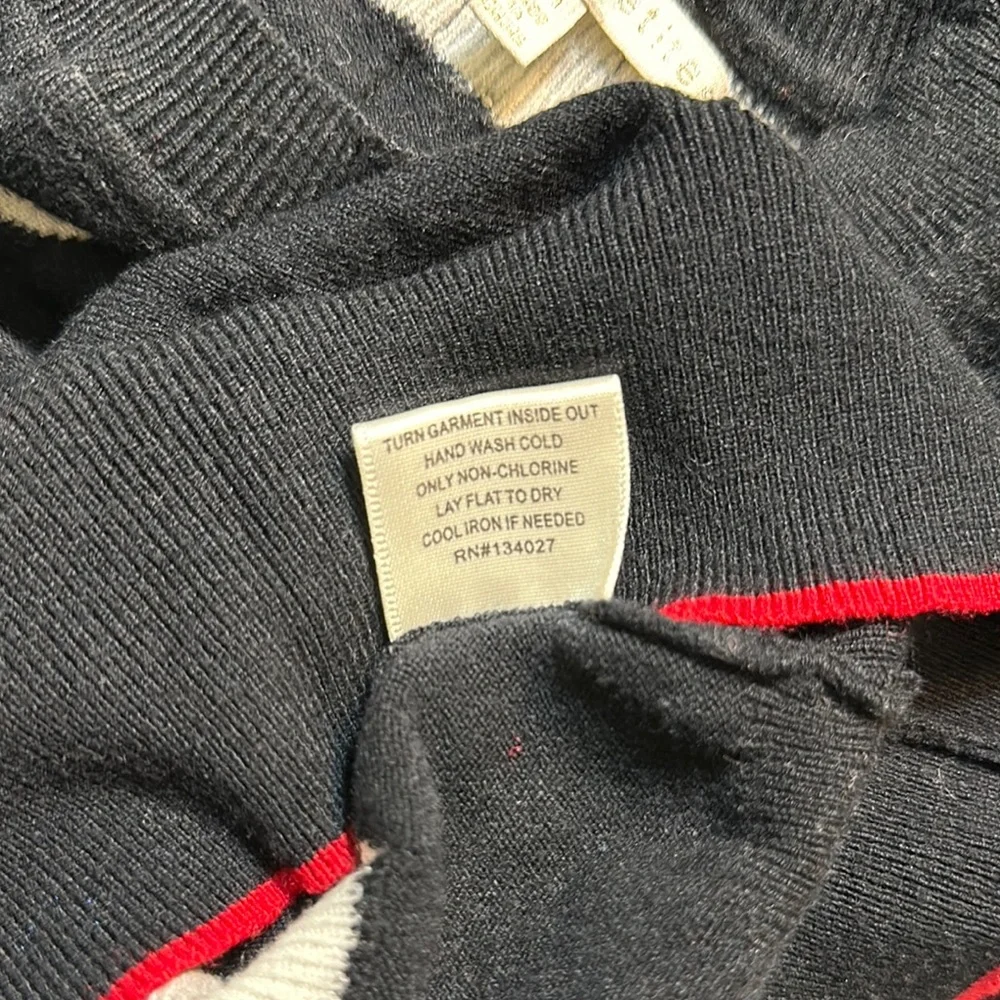 TURN GARMENT INSIDE OUT
HAND WASH COLD
ONLY NON-CHLORINE
LAY FLAT TO DRY
COOL IRON IF NEEDED
RN#134027